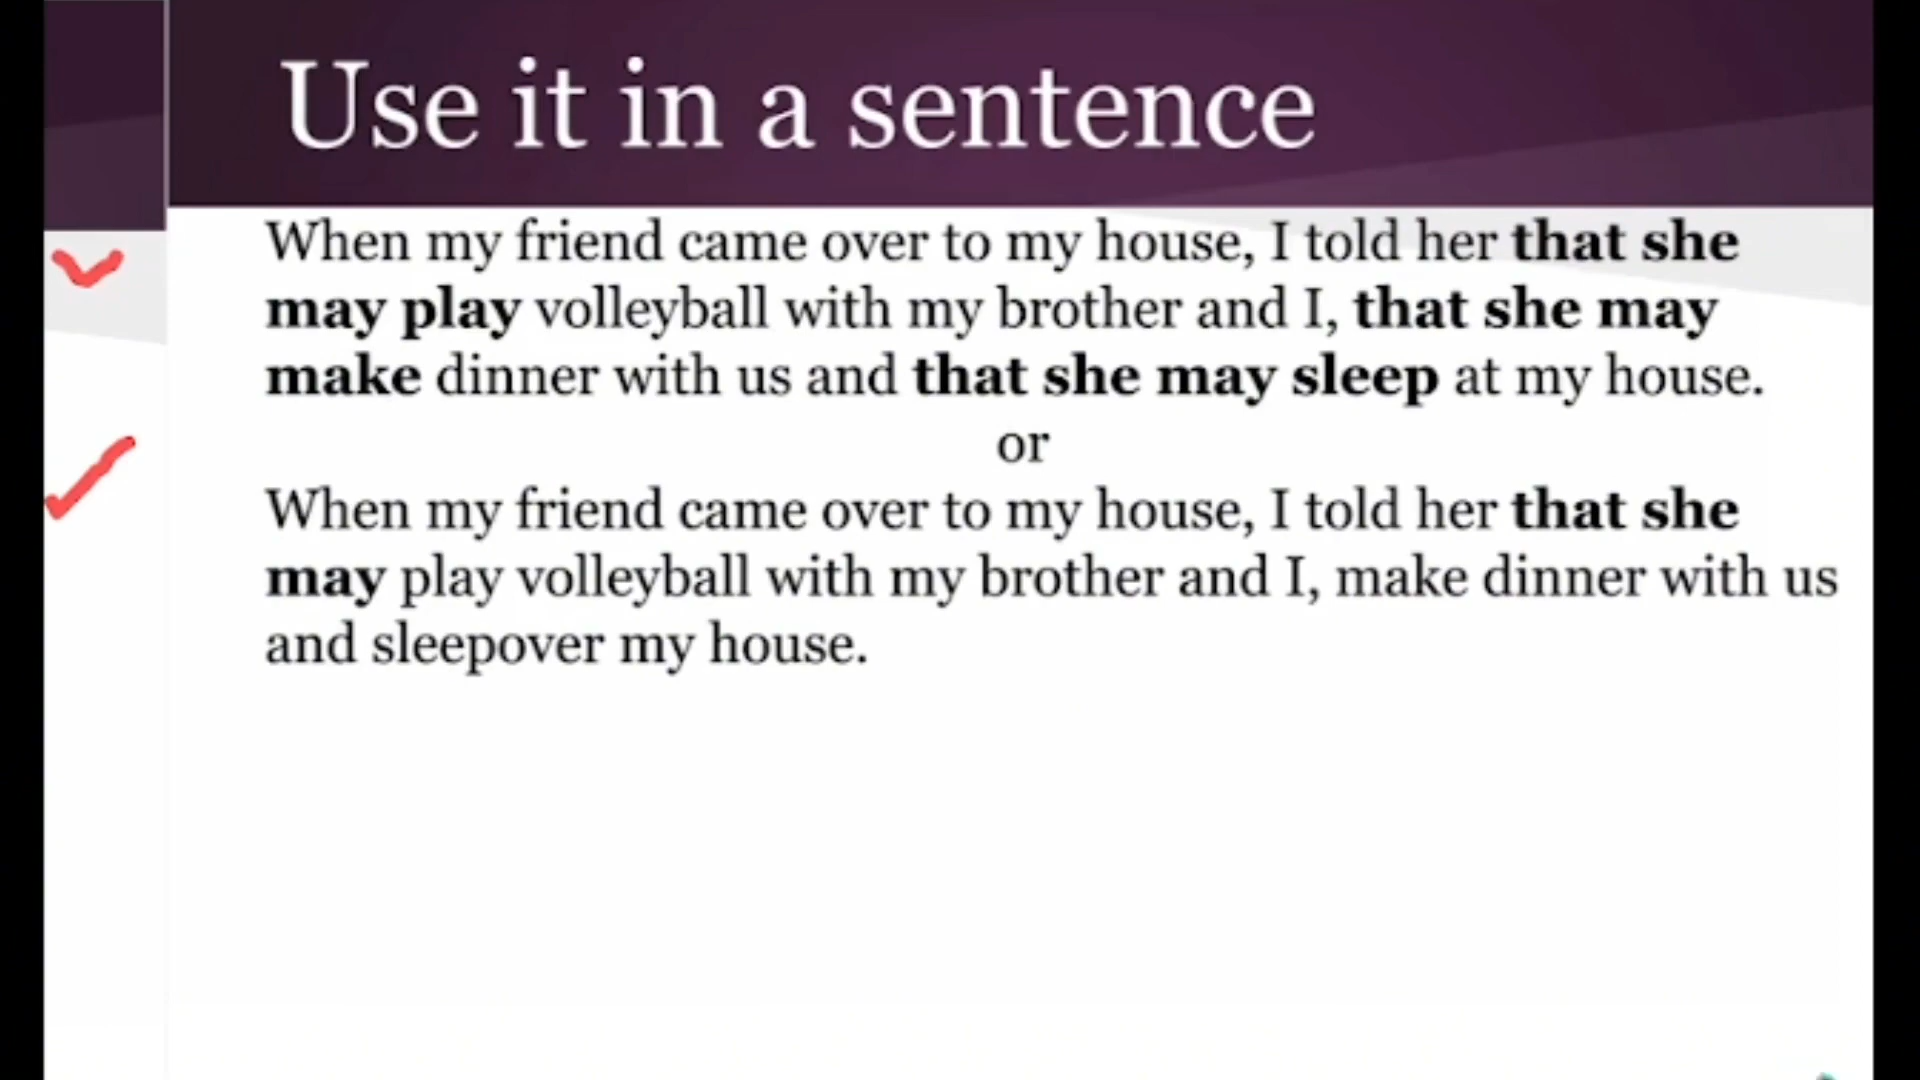 Use it in a sentence
When my friend came over to my house, I told her that she
may play volleyball with my brother and I, that she may
make dinner with us and that she may sleep at my house.
or
When my friend came over to my house, I told her that she
may play volleyball with my brother and I, make dinner with us
and sleepover my house.